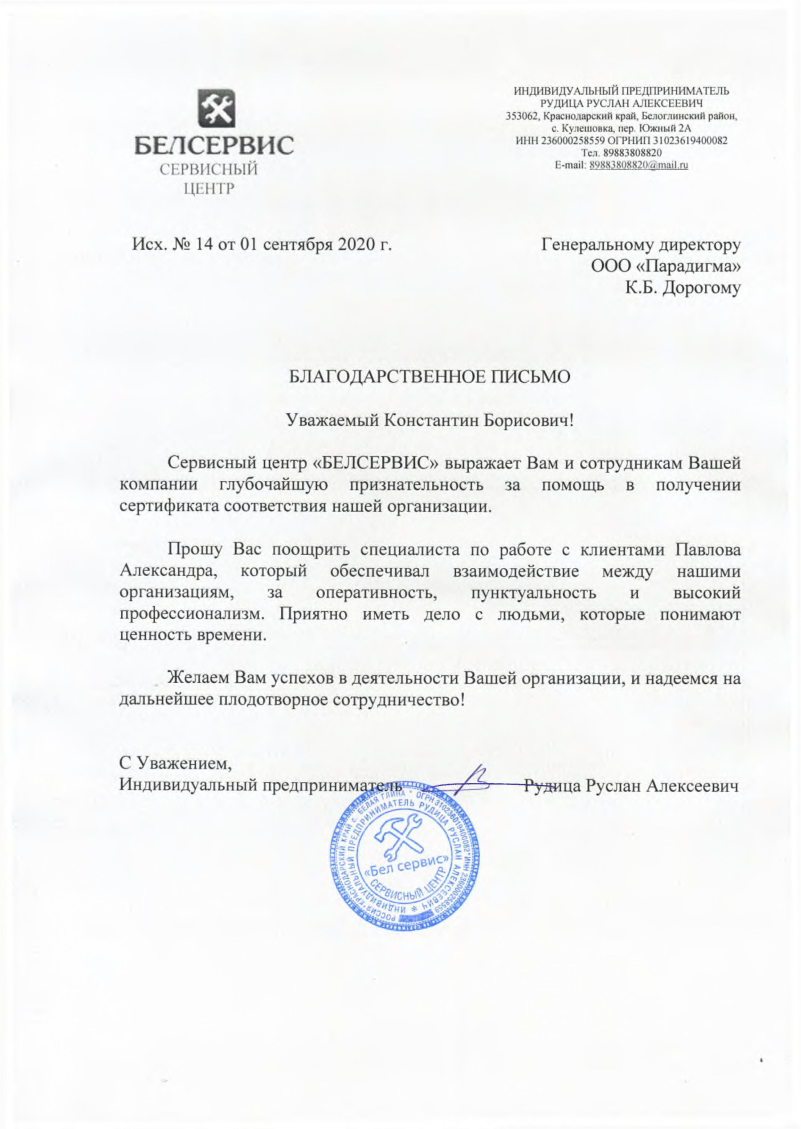 БЕЛСЕРВИС
СЕРВИСНЫЙ
ЦЕНТР
ИНДИВИДУАЛЬНЫЙ ПРЕДПРИНИМАТЕЛЬ
РУДИЦА РУСЛАН АЛЕКСЕЕВИЧ
353062, Краснодарский край, Белоглинский район,
с. Кулешовка, пер. Южный 2А
ИНН 236000258559 ОГРНИП 31023619400082
Тел. 89883808820
E-mail: 89883808820@mail.ru
Исх. № 14 от 01 сентября 2020 г.
Генеральному директору
ООО «Парадигма»
К.Б. Дорогому
БЛАГОДАРСТВЕННОЕ ПИСЬМО
Уважаемый Константин Борисович!
Сервисный центр «БЕЛСЕРВИС» выражает Вам и сотрудникам Вашей
компании глубочайшую признательность за помощь в получении
сертификата соответствия нашей организации.
Прошу Вас поощрить специалиста по работе с клиентами Павлова
Александра, который обеспечивал взаимодействие между нашими
организациям, за оперативность, пунктуальность и высокий
профессионализм. Приятно иметь дело с людьми, которые понимают
ценность времени.
Желаем Вам успехов в деятельности Вашей организации, и надеемся на
дальнейшее плодотворное сотрудничество!
С Уважением,
Индивидуальный предприниматель Рудица Руслан Алексеевич
РОССИЯ * КРАСНОДАРСКИЙ КРАЙ с. БЕЛАЯ ГЛИНА * ОГРН
ИНДИВИДУАЛЬНЫЙ ПРЕДПРИНИМАТЕЛЬ РУДИЦА РУСЛАН АЛЕКСЕЕВИЧ *
«Бел сервис»
СЕРВИСНЫЙ ЦЕНТР